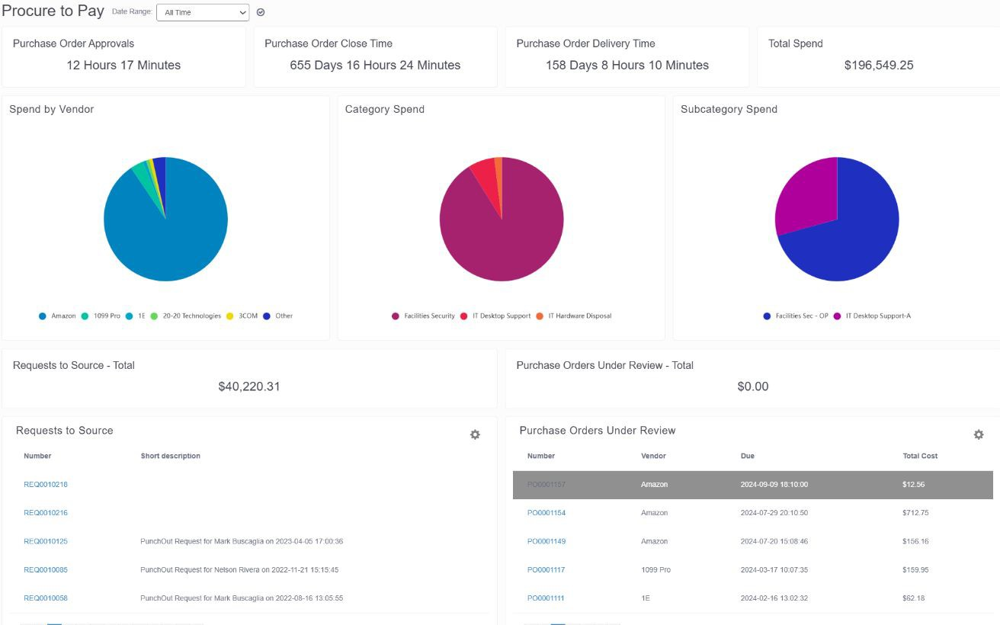 Procure to Pay Date Range: All Time
Purchase Order Approvals
12 Hours 17 Minutes
Purchase Order Close Time
655 Days 16 Hours 24 Minutes
Purchase Order Delivery Time
158 Days 8 Hours 10 Minutes
Total Spend
$196,549.25
Spend by Vendor
Amazon 1099 Pro 1E 20-20 Technologies 3COM Other
Category Spend
Facilities Security IT Desktop Support IT Hardware Disposal
Subcategory Spend
Facilities Sec - OP IT Desktop Support-A
Requests to Source - Total
$40,220.31
Purchase Orders Under Review - Total
$0.00
Requests to Source
Number Short description
REQ0010218
REQ0010216
REQ0010125 PunchOut Request for Mark Buscaglia on 2023-04-05 17:00:36
REQ0010085 PunchOut Request for Nelson Rivera on 2022-11-21 15:15:45
REQ0010058 PunchOut Request for Mark Buscaglia on 2022-08-16 13:05:55
Purchase Orders Under Review
Number Vendor Due Total Cost
PO0001157 Amazon 2024-09-09 18:10:00 $12.56
PO0001154 Amazon 2024-07-29 20:10:50 $712.75
PO0001149 Amazon 2024-07-20 15:08:46 $156.16
PO0001117 1099 Pro 2024-03-17 10:07:35 $159.95
PO0001111 1E 2024-02-16 13:02:32 $62.18